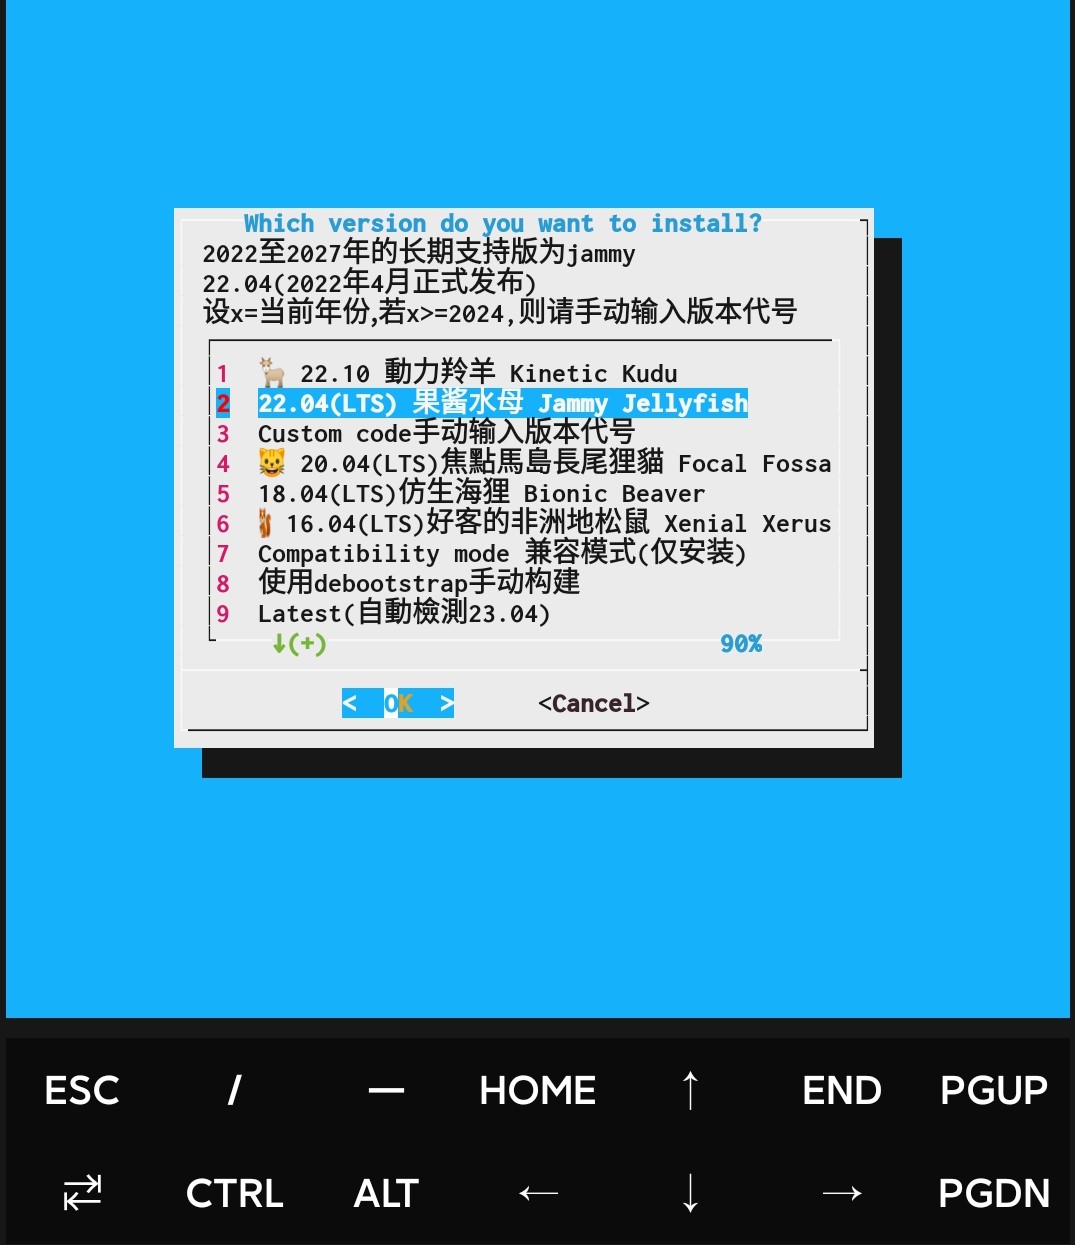 Which version do you want to install?
2022至2027年的长期支持版为jammy
22.04(2022年4月正式发布)
设x=当前年份,若x>=2024,则请手动输入版本代号
1 🐐 22.10 動力羚羊 Kinetic Kudu
2 22.04(LTS) 果酱水母 Jammy Jellyfish
3 Custom code手动输入版本代号
4 😺 20.04(LTS)焦點馬島長尾狸貓 Focal Fossa
5 18.04(LTS)仿生海狸 Bionic Beaver
6 🐿 16.04(LTS)好客的非洲地松鼠 Xenial Xerus
7 Compatibility mode 兼容模式(仅安装)
8 使用debootstrap手动构建
9 Latest(自動檢測23.04)
↓(+) 90%
< OK > <Cancel>
ESC / — HOME ↑ END PGUP
⇄ CTRL ALT ← ↓ → PGDN